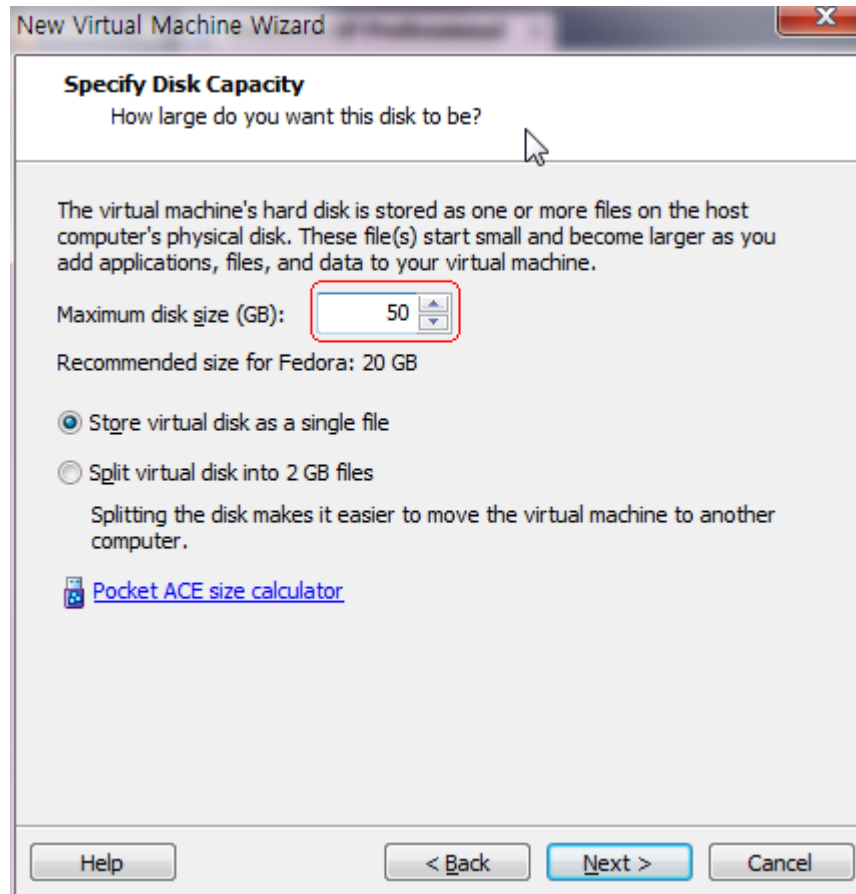 New Virtual Machine Wizard
Specify Disk Capacity
How large do you want this disk to be?
The virtual machine's hard disk is stored as one or more files on the host
computer's physical disk. These file(s) start small and become larger as you
add applications, files, and data to your virtual machine.
Maximum disk size (GB): 50
Recommended size for Fedora: 20 GB
Store virtual disk as a single file
Split virtual disk into 2 GB files
Splitting the disk makes it easier to move the virtual machine to another
computer.
Pocket ACE size calculator
Help < Back Next > Cancel